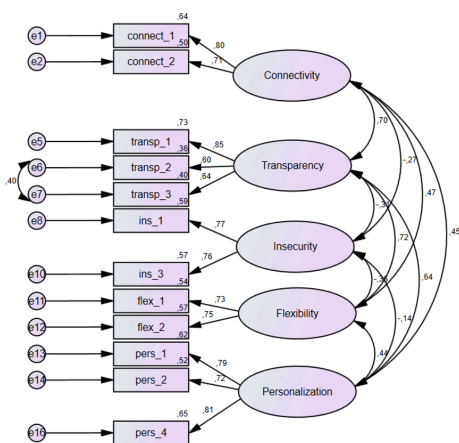 ,64
e1 connect_1 ,80
,50
e2 connect_2 ,71
Connectivity
,70
,73
-,27
e5 transp_1 ,85
,36
,40 e6 transp_2 ,60 Transparency
,40
e7 transp_3 ,64
,47
,59
e8 ins_1
,45
,77
,72
Insecurity
,76
,57
,64
e10 ins_3
,54
e11 flex_1 ,73
,57
Flexibility
-,14
e12 flex_2 ,75
,62
e13 pers_1 ,79
,44
,52
e14 pers_2 ,72
Personalization
,81
,65
e16 pers_4